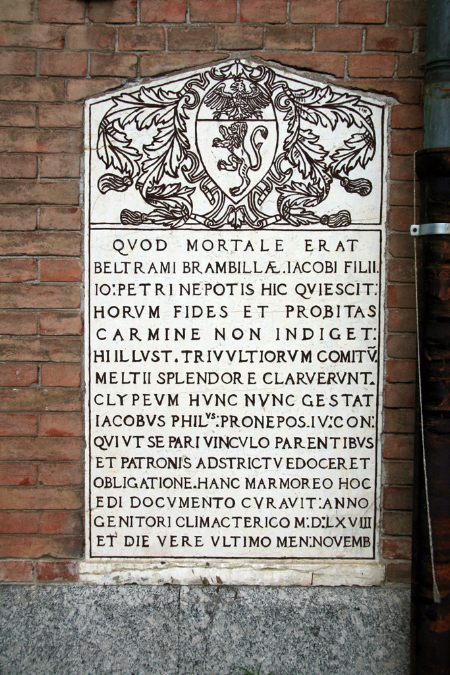 QVOD MORTALE ERAT
BELTRAMI BRAMBILLÆ.IACOBI FILII.
IO:PETRI NEPOTIS HIC QVIESCIT:
HORVM FIDES ET PROBITAS
CARMINE NON INDIGET:
HI ILLVST.TRIVVLTIORVM COMITṼ.
MELTII SPLENDORE CLARVERVNT.
CLYPEVM HVNC NVNC GESTAT
IACOBVS PHILVS:PRONEPOS.I.V:CON:
QVI VT SE PARI VINCVLO PARENTIBVS
ET PATRONIS ADSTRICTV EDOCERET
OBLIGATIONE.HANC MARMOREO HOC
EDI DOCVMENTO CVRAVIT:ANNO
GENITORI CLIMACTERICO M:D:LXVIII
ET DIE VERE VLTIMO MEN:NOVEMB